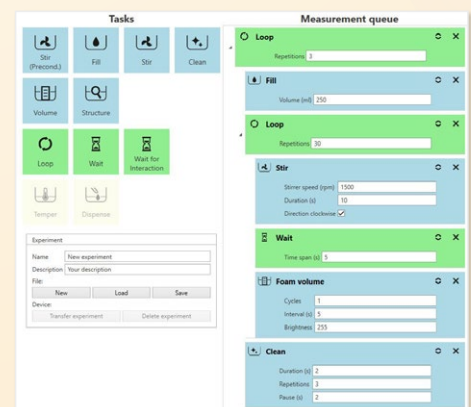 Tasks
Stir
(Precond.)
Fill
Stir
Clean
Volume
Structure
Loop
Wait
Wait for
Interaction
Temper
Dispense
Experiment
Name New experiment
Description Your description
File:
New Load Save
Device:
Transfer experiment Delete experiment
Measurement queue
Loop
Repetitions 3
Fill
Volume (ml) 250
Loop
Repetitions 30
Stir
Stirrer speed (rpm) 1500
Duration (s) 10
Direction clockwise
Wait
Time span (s) 5
Foam volume
Cycles 1
Interval (s) 5
Brightness 255
Clean
Duration (s) 2
Repetitions 3
Pause (s) 2